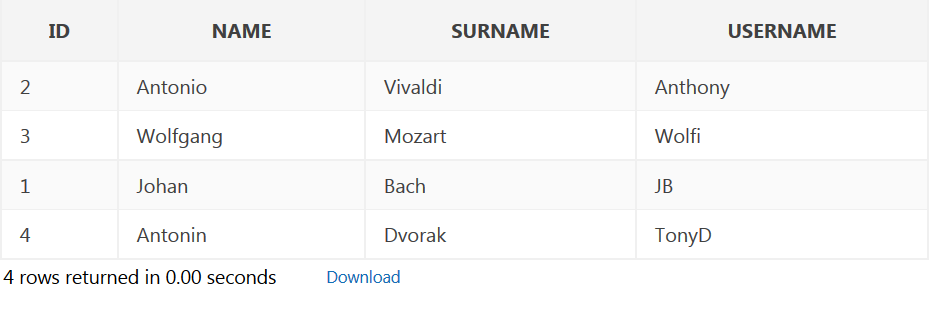 ID NAME SURNAME USERNAME
2 Antonio Vivaldi Anthony
3 Wolfgang Mozart Wolfi
1 Johan Bach JB
4 Antonin Dvorak TonyD
4 rows returned in 0.00 seconds Download